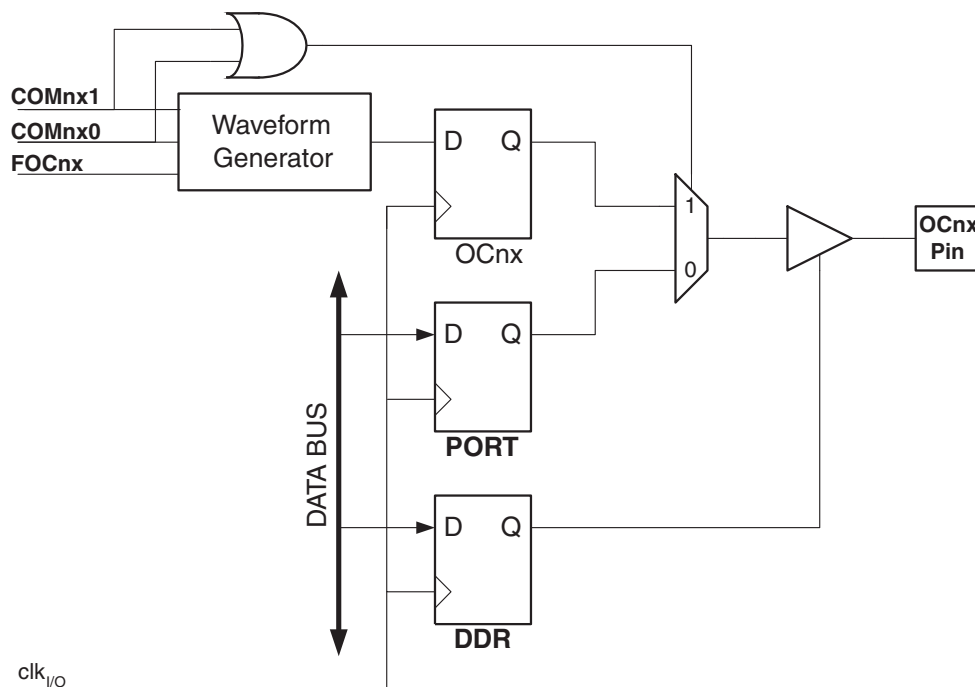 COMnx1
COMnx0
FOCnx
Waveform
Generator
D Q
OCnx
1
0
OCnx
Pin
D Q
PORT
DATA BUS
D Q
DDR
clkI/O